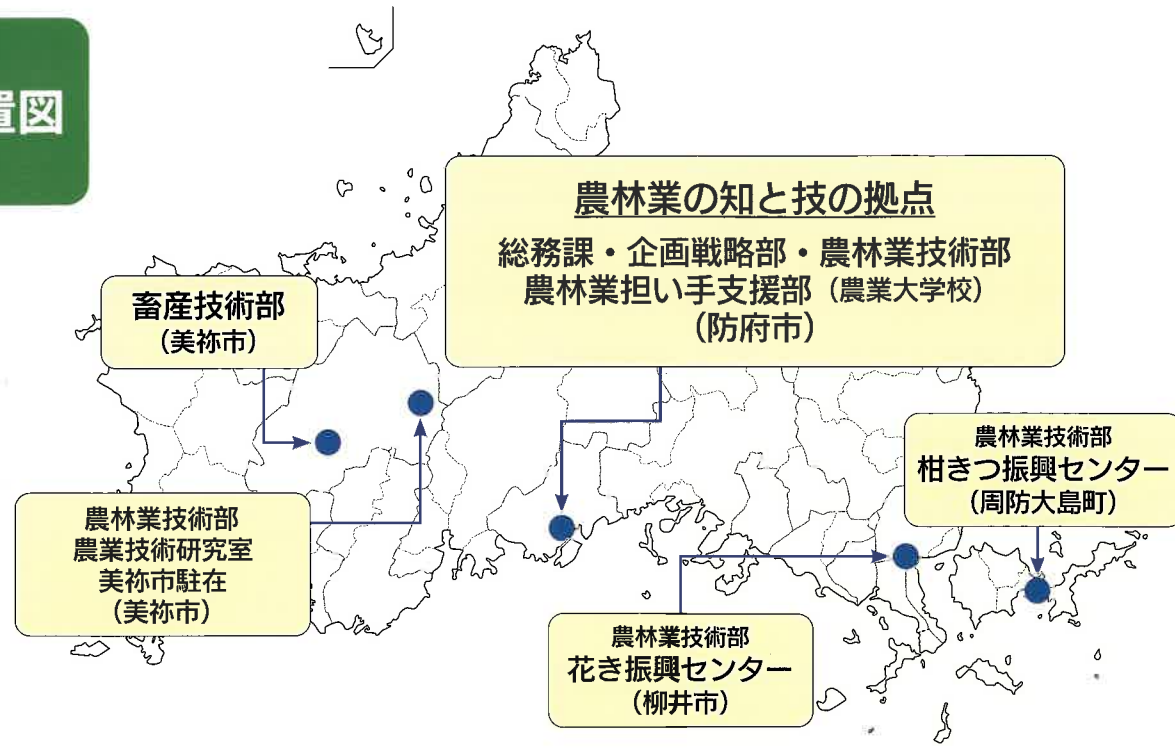 置図
農林業の知と技の拠点
総務課・企画戦略部・農林業技術部
農林業担い手支援部（農業大学校）
（防府市）
畜産技術部
（美祢市）
農林業技術部
柑きつ振興センター
（周防大島町）
農林業技術部
農業技術研究室
美祢市駐在
（美祢市）
農林業技術部
花き振興センター
（柳井市）